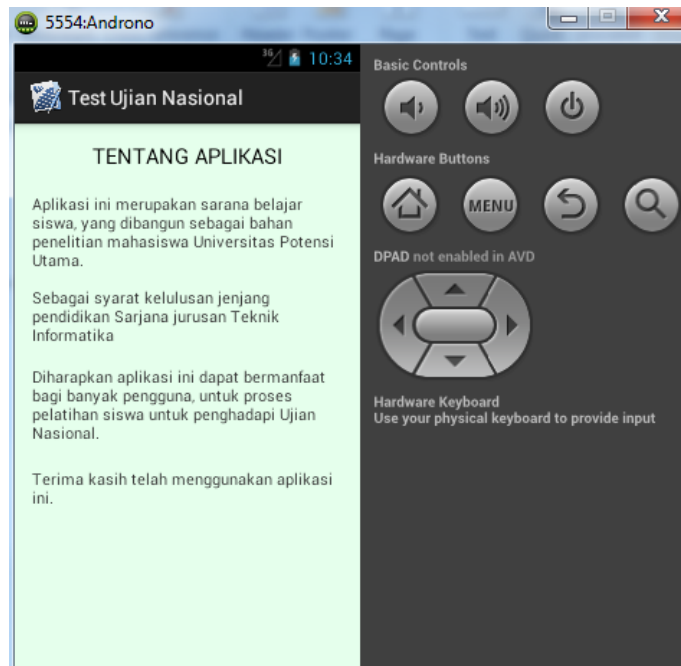 5554:Androno
36
10:34
Test Ujian Nasional
TENTANG APLIKASI
Aplikasi ini merupakan sarana belajar
siswa, yang dibangun sebagai bahan
penelitian mahasiswa Universitas Potensi
Utama.
Sebagai syarat kelulusan jenjang
pendidikan Sarjana jurusan Teknik
Informatika
Diharapkan aplikasi ini dapat bermanfaat
bagi banyak pengguna, untuk proses
pelatihan siswa untuk penghadapi Ujian
Nasional.
Terima kasih telah menggunakan aplikasi
ini.
Basic Controls
Hardware Buttons
MENU
DPAD not enabled in AVD
Hardware Keyboard
Use your physical keyboard to provide input